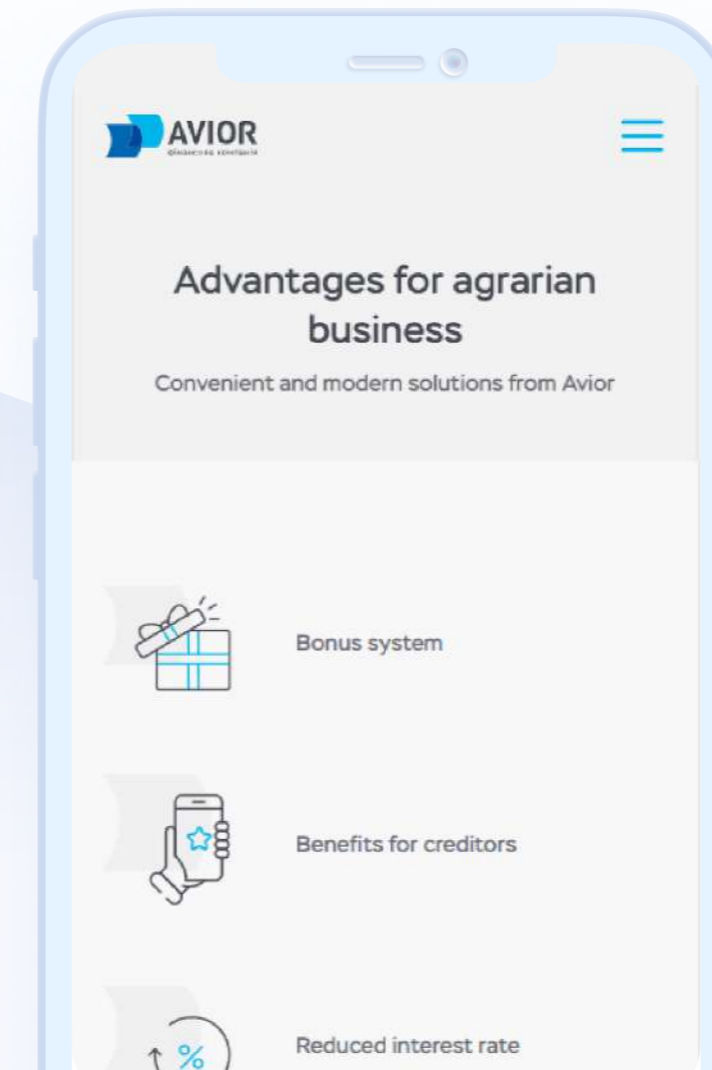 AVIOR
Advantages for agrarian
business
Convenient and modern solutions from Avior
Bonus system
Benefits for creditors
%
Reduced interest rate